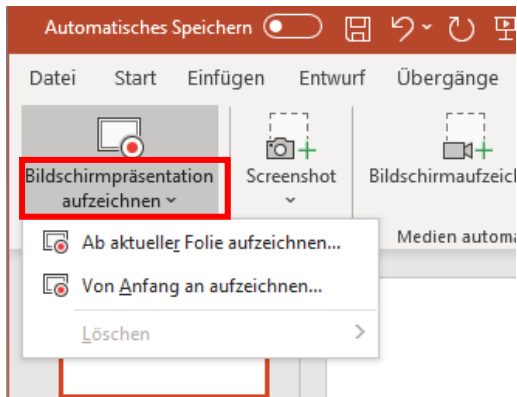 Automatisches Speichern
Datei Start Einfügen Entwurf Übergänge
Bildschirmpräsentation
aufzeichnen
Screenshot
Medien
Ab aktueller Folie aufzeichnen...
Von Anfang an aufzeichnen...
Löschen